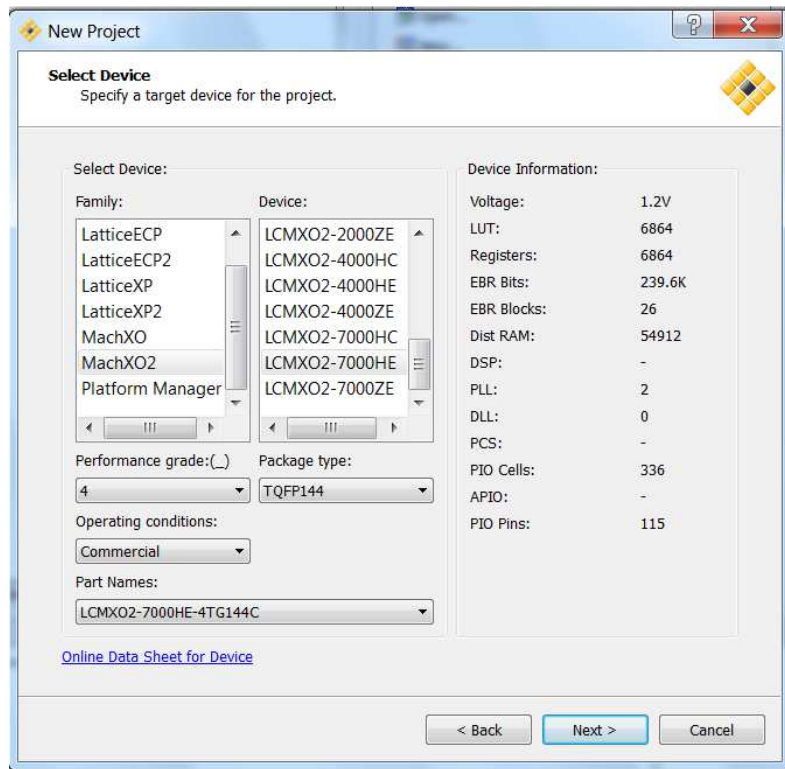 New Project
Select Device
Specify a target device for the project.
Select Device:
Family:
LatticeECP
LatticeECP2
LatticeXP
LatticeXP2
MachXO
MachXO2
Platform Manager
Device:
LCMXO2-2000ZE
LCMXO2-4000HC
LCMXO2-4000HE
LCMXO2-4000ZE
LCMXO2-7000HC
LCMXO2-7000HE
LCMXO2-7000ZE
Performance grade:(_)
4
Package type:
TQFP144
Operating conditions:
Commercial
Part Names:
LCMXO2-7000HE-4TG144C
Device Information:
Voltage: 1.2V
LUT: 6864
Registers: 6864
EBR Bits: 239.6K
EBR Blocks: 26
Dist RAM: 54912
DSP: -
PLL: 2
DLL: 0
PCS: -
PIO Cells: 336
APIO: -
PIO Pins: 115
Online Data Sheet for Device
< Back
Next >
Cancel